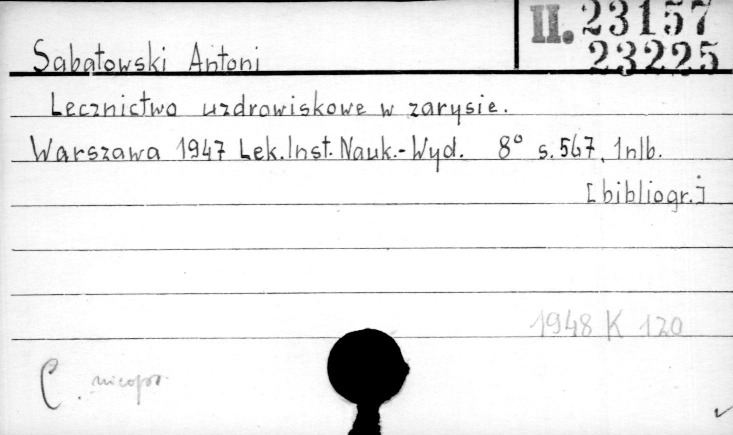 II. 23157
23225
Sabatowski Antoni
Lecznictwo uzdrowiskowe w zarysie.
Warszawa 1947 Lek. Inst. Nauk.-Wyd. 8° s. 567, 1nlb.
[bibliogr.]
1948 K 120
C.